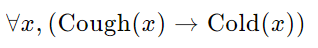 ∀x, (Cough(x) → Cold(x))